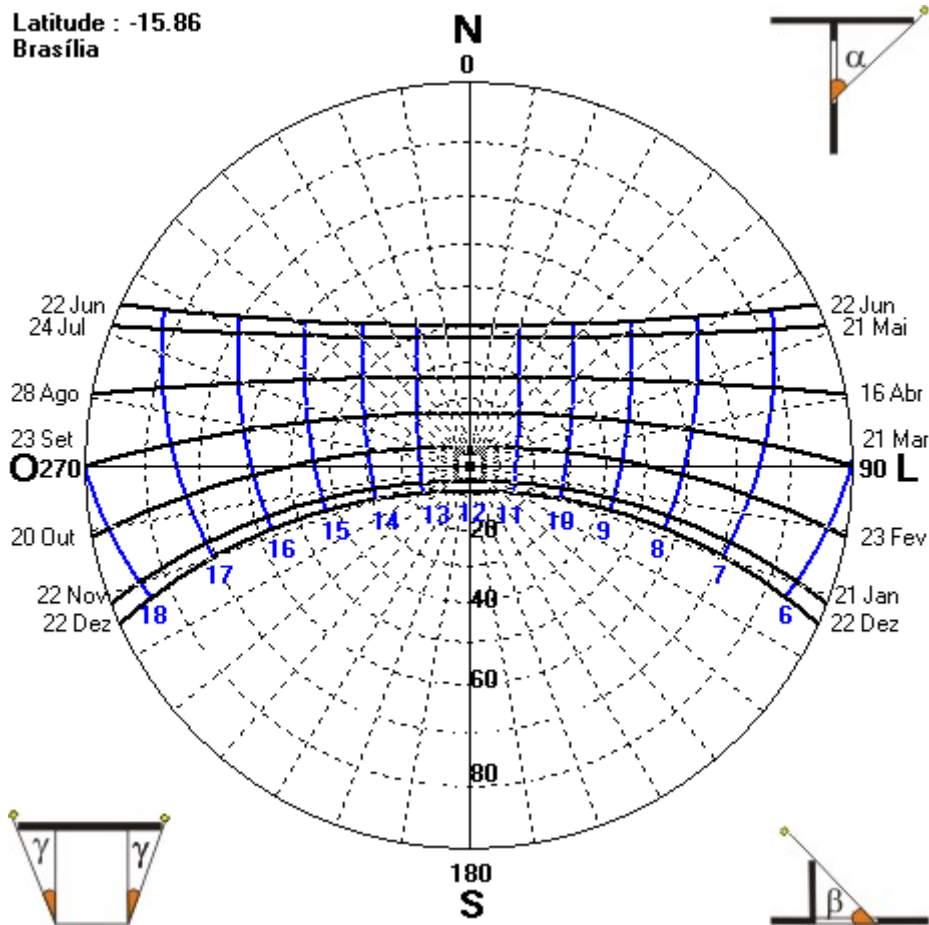 Latitude : -15.86
Brasília
N
0
α
22 Jun
24 Jul
28 Ago
23 Set
O 270
20 Out
22 Nov
22 Dez
22 Jun
21 Mai
16 Abr
21 Mar
90 L
23 Fev
21 Jan
22 Dez
18
17
16
15
14
13
12
11
10
9
8
7
6
20
40
60
80
180
S
γ
γ
β